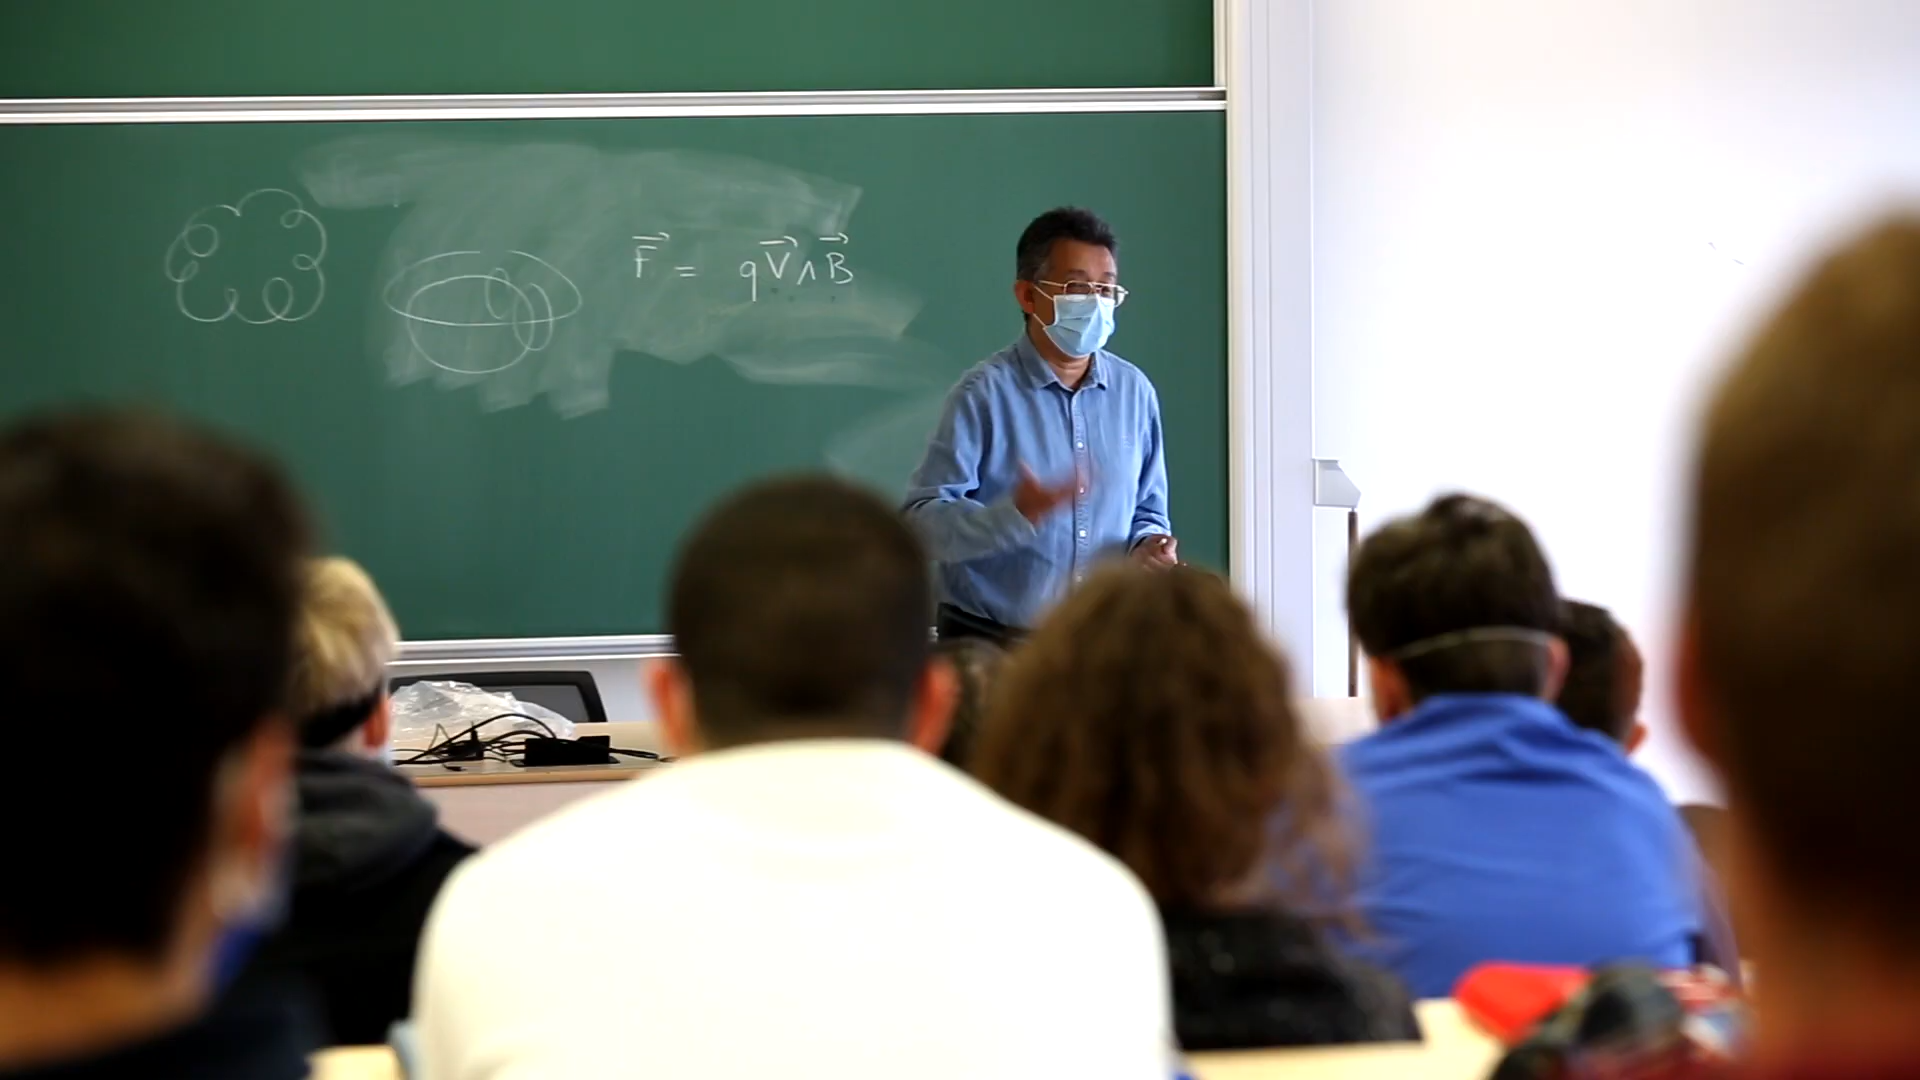 F⃗ = qV⃗ ∧ B⃗